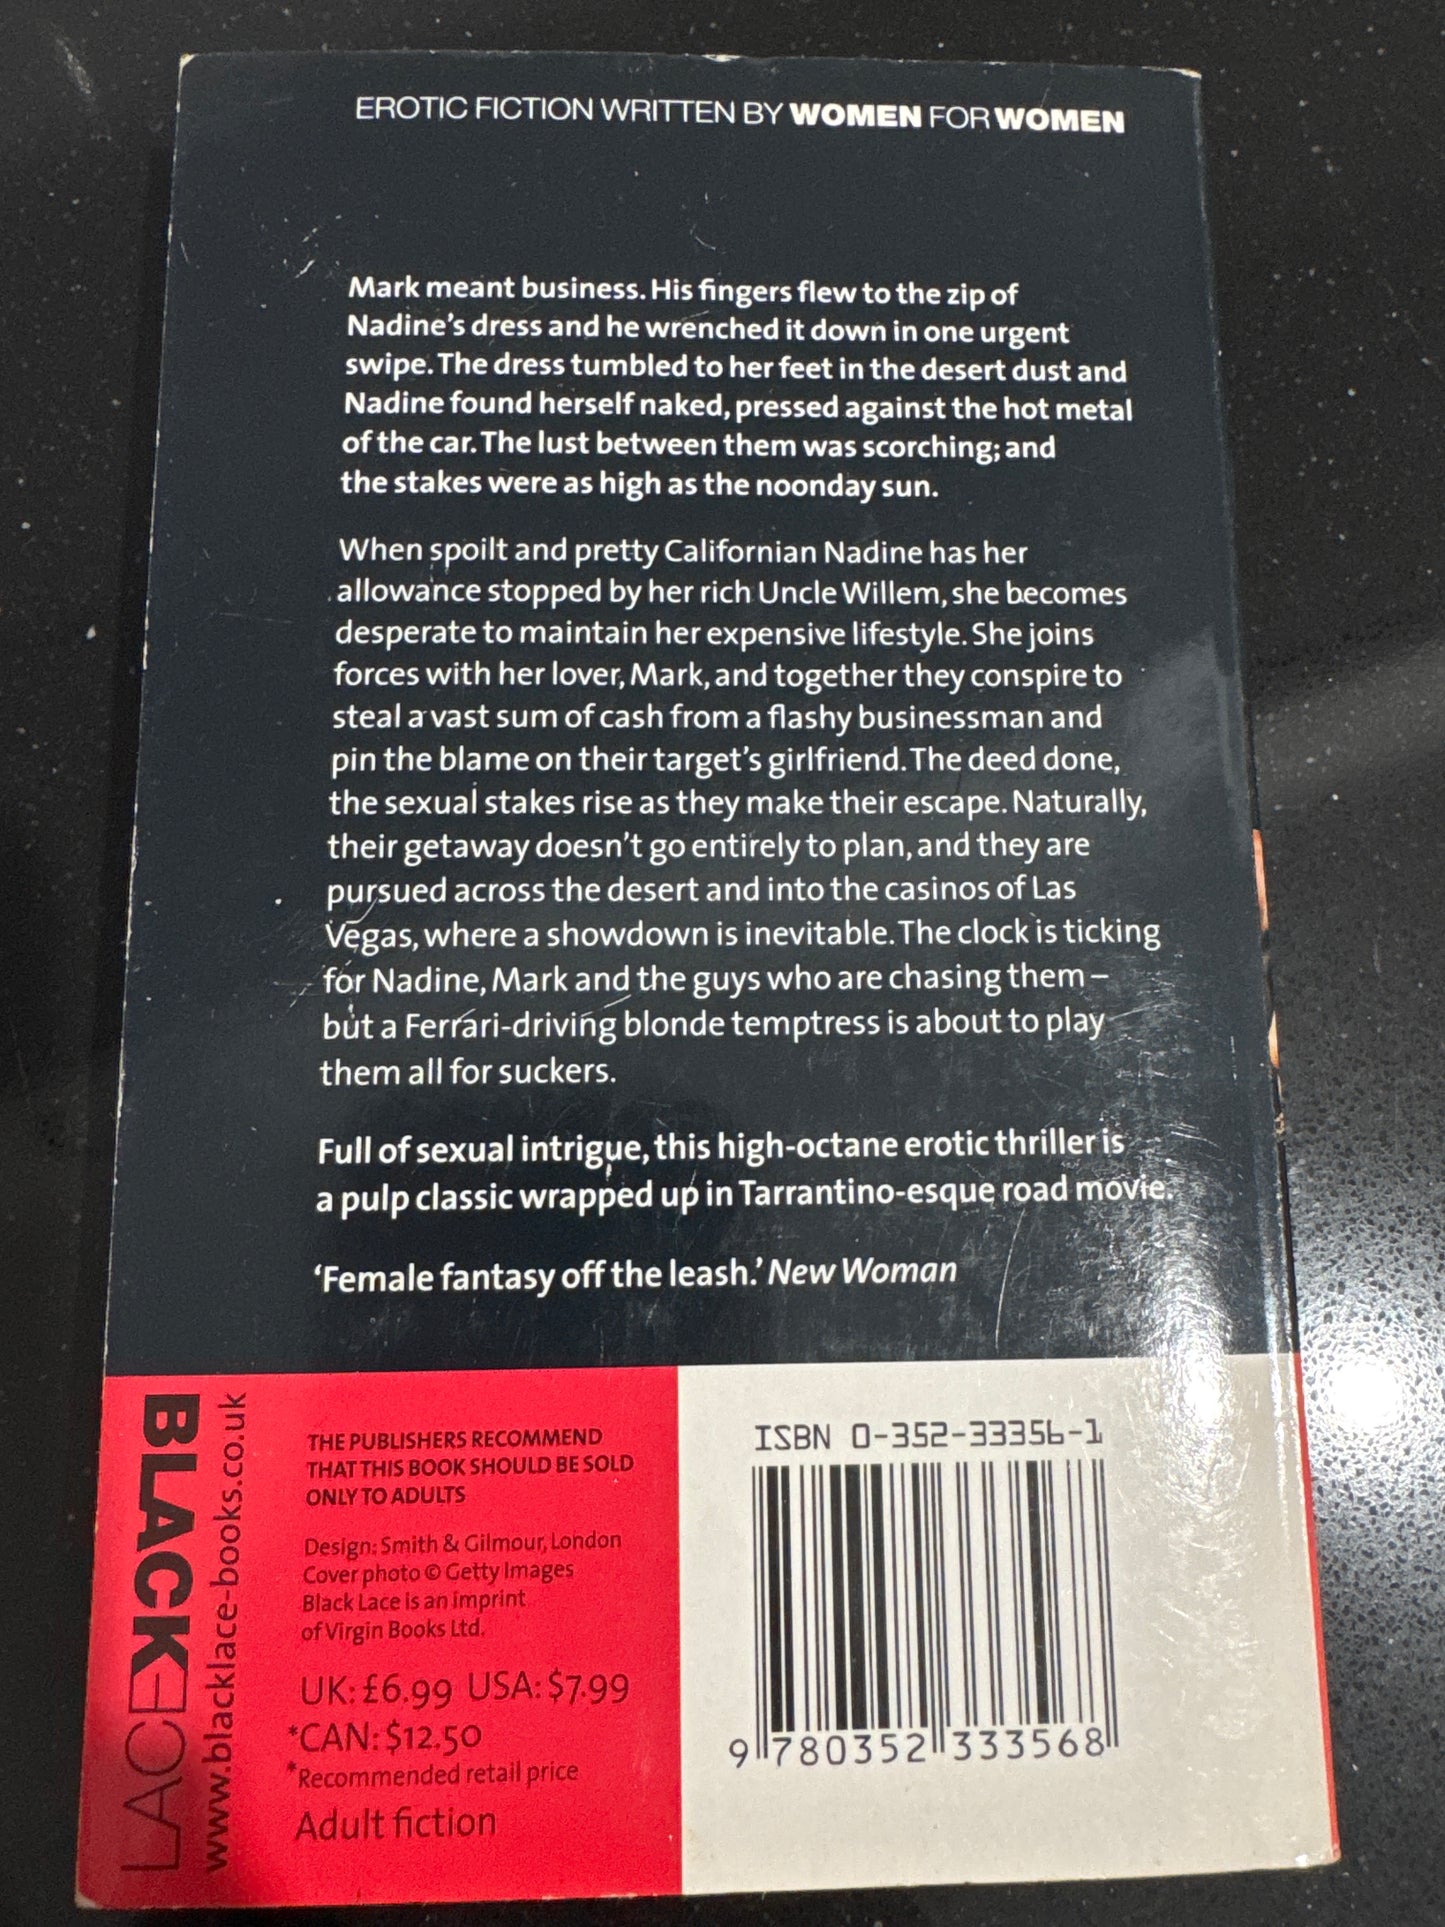 EROTIC FICTION WRITTEN BY WOMEN FOR WOMEN
Mark meant business. His fingers flew to the zip of
Nadine's dress and he wrenched it down in one urgent
swipe. The dress tumbled to her feet in the desert dust and
Nadine found herself naked, pressed against the hot metal
of the car. The lust between them was scorching; and
the stakes were as high as the noonday sun.
When spoilt and pretty Californian Nadine has her
allowance stopped by her rich Uncle Willem, she becomes
desperate to maintain her expensive lifestyle. She joins
forces with her lover, Mark, and together they conspire to
steal a vast sum of cash from a flashy businessman and
pin the blame on their target's girlfriend. The deed done,
the sexual stakes rise as they make their escape. Naturally,
their getaway doesn't go entirely to plan, and they are
pursued across the desert and into the casinos of Las
Vegas, where a showdown is inevitable. The clock is ticking
for Nadine, Mark and the guys who are chasing them –
but a Ferrari-driving blonde temptress is about to play
them all for suckers.
Full of sexual intrigue, this high-octane erotic thriller is
a pulp classic wrapped up in Tarrantino-esque road movie.
'Female fantasy off the leash.' New Woman
BLACK LACE
www.blacklace-books.co.uk
THE PUBLISHERS RECOMMEND
THAT THIS BOOK SHOULD BE SOLD
ONLY TO ADULTS
Design: Smith & Gilmour, London
Cover photo © Getty Images
Black Lace is an imprint
of Virgin Books Ltd.
UK: £6.99 USA: $7.99
*CAN: $12.50
*Recommended retail price
Adult fiction
ISBN 0-352-33356-1
9 780352 333568